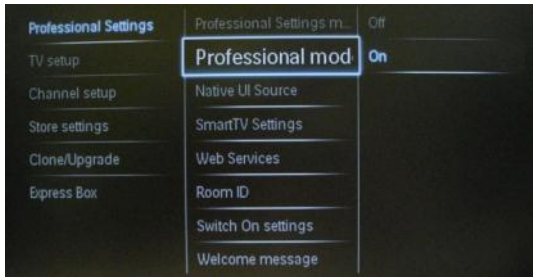 Professional Settings
TV setup
Channel setup
Store settings
Clone/Upgrade
Express Box
Professional Settings m...
Professional mod
Native UI Source
SmartTV Settings
Web Services
Room ID
Switch On settings
Welcome message
Off
On